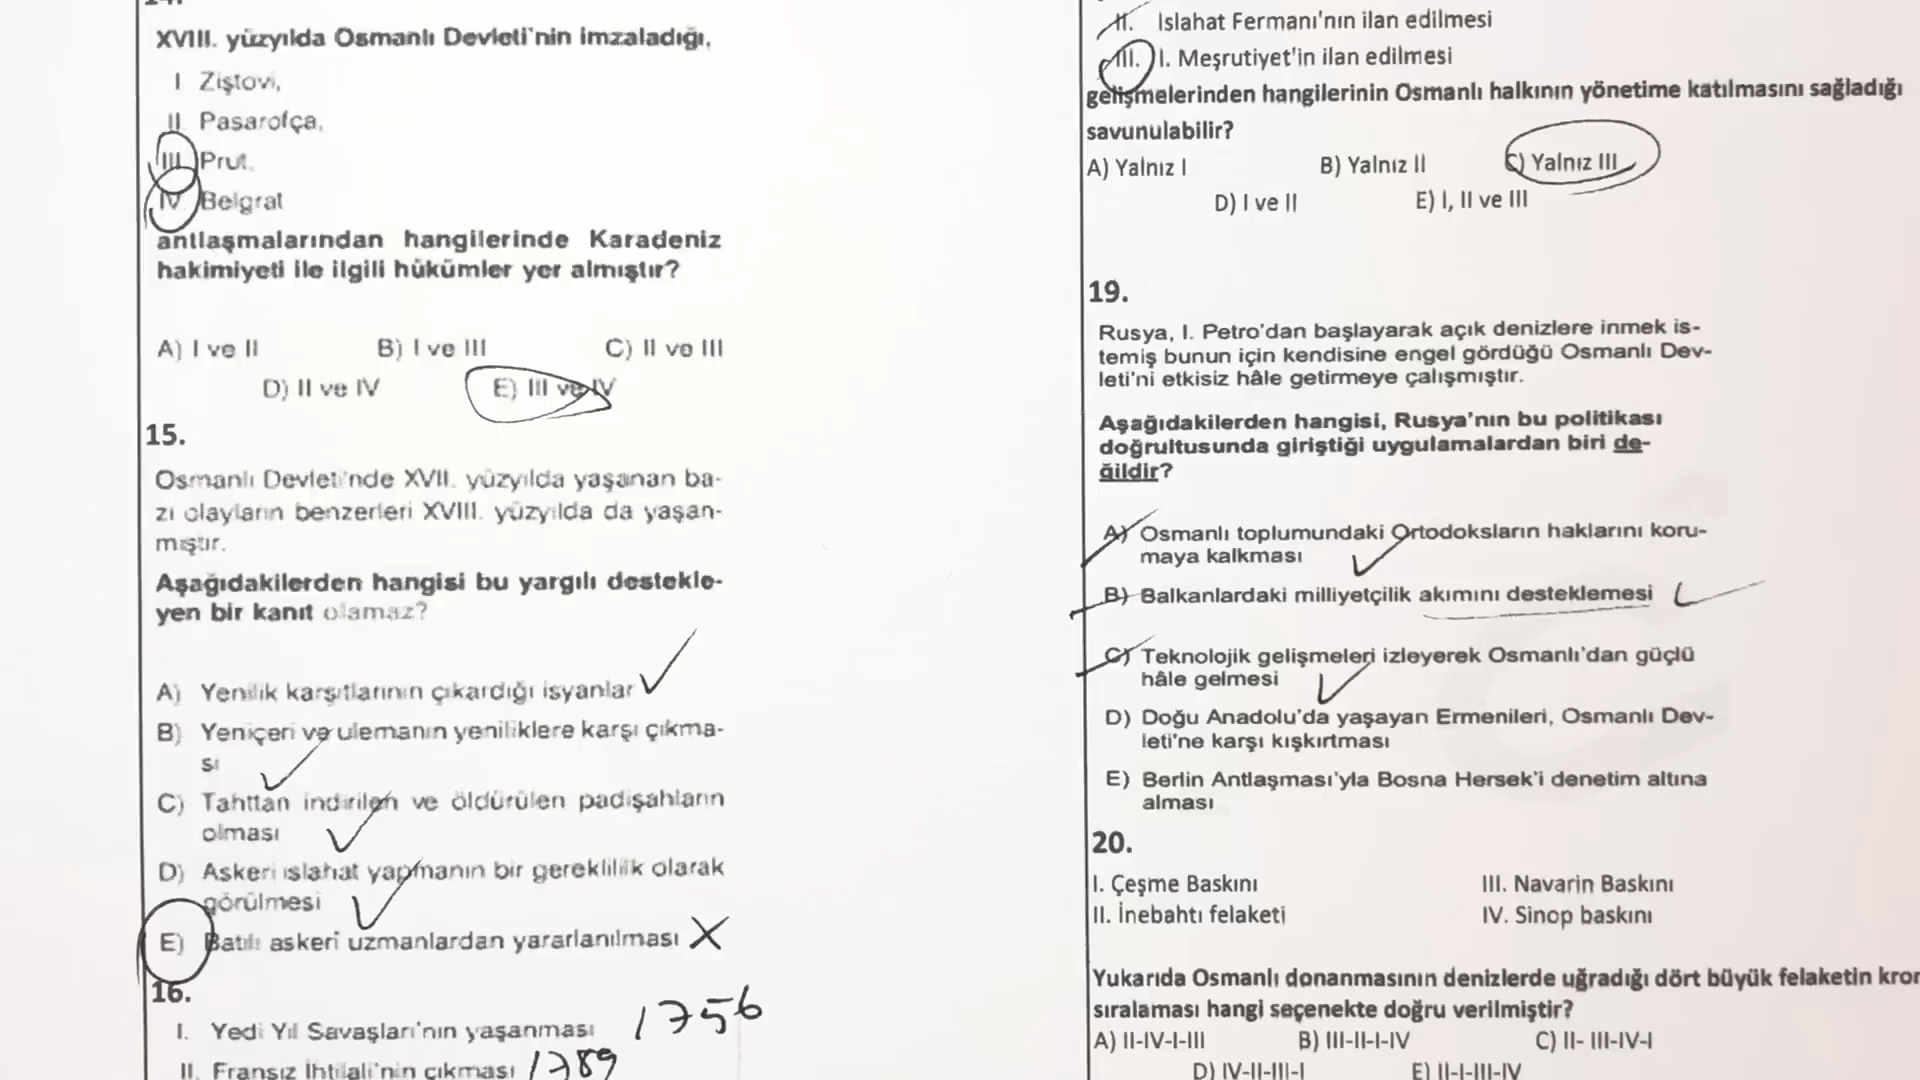 XVIII. yüzyılda Osmanlı Devleti'nin imzaladığı,
I Ziştovi,
II. Pasarofça,
III. Prut.
IV. Belgrat
antlaşmalarından hangilerinde Karadeniz
hakimiyeti ile ilgili hükümler yer almıştır?
A) I ve II
B) I ve III
C) II ve III
D) II ve IV
E) III ve IV
15.
Osmanlı Devleti'nde XVII. yüzyılda yaşanan ba-
zı olayların benzerleri XVIII. yüzyılda da yaşan-
mıştır.
Aşağıdakilerden hangisi bu yargılı destekle-
yen bir kanıt olamaz?
A) Yenilik karşıtlarının çıkardığı isyanlar
B) Yeniçeri ve ulemanın yeniliklere karşı çıkma-
sı
C) Tahttan indirilen ve öldürülen padişahların
olması
D) Askeri ıslahat yapmanın bir gereklilik olarak
görülmesi
E) Batılı askeri uzmanlardan yararlanılması X
16.
I. Yedi Yıl Savaşları'nın yaşanması 1756
II. Fransız İhtilali'nin çıkması 1789
II. Islahat Fermanı'nın ilan edilmesi
III. I. Meşrutiyet'in ilan edilmesi
gelişmelerinden hangilerinin Osmanlı halkının yönetime katılmasını sağladığı
savunulabilir?
A) Yalnız I
B) Yalnız II
C) Yalnız III
D) I ve II
E) I, II ve III
19.
Rusya, I. Petro'dan başlayarak açık denizlere inmek is-
temiş bunun için kendisine engel gördüğü Osmanlı Dev-
leti'ni etkisiz hâle getirmeye çalışmıştır.
Aşağıdakilerden hangisi, Rusya'nın bu politikası
doğrultusunda giriştiği uygulamalardan biri de-
ğildir?
A) Osmanlı toplumundaki Ortodoksların haklarını koru-
maya kalkması
B) Balkanlardaki milliyetçilik akımını desteklemesi
C) Teknolojik gelişmeleri izleyerek Osmanlı'dan güçlü
hâle gelmesi
D) Doğu Anadolu'da yaşayan Ermenileri, Osmanlı Dev-
leti'ne karşı kışkırtması
E) Berlin Antlaşması'yla Bosna Hersek'i denetim altına
alması
20.
I. Çeşme Baskını
III. Navarin Baskını
II. İnebahtı felaketi
IV. Sinop baskını
Yukarıda Osmanlı donanmasının denizlerde uğradığı dört büyük felaketin kron
sıralaması hangi seçenekte doğru verilmiştir?
A) II-IV-I-III
B) III-II-I-IV
C) II- III-IV-I
D) IV-II-III-I
E) II-I-III-IV